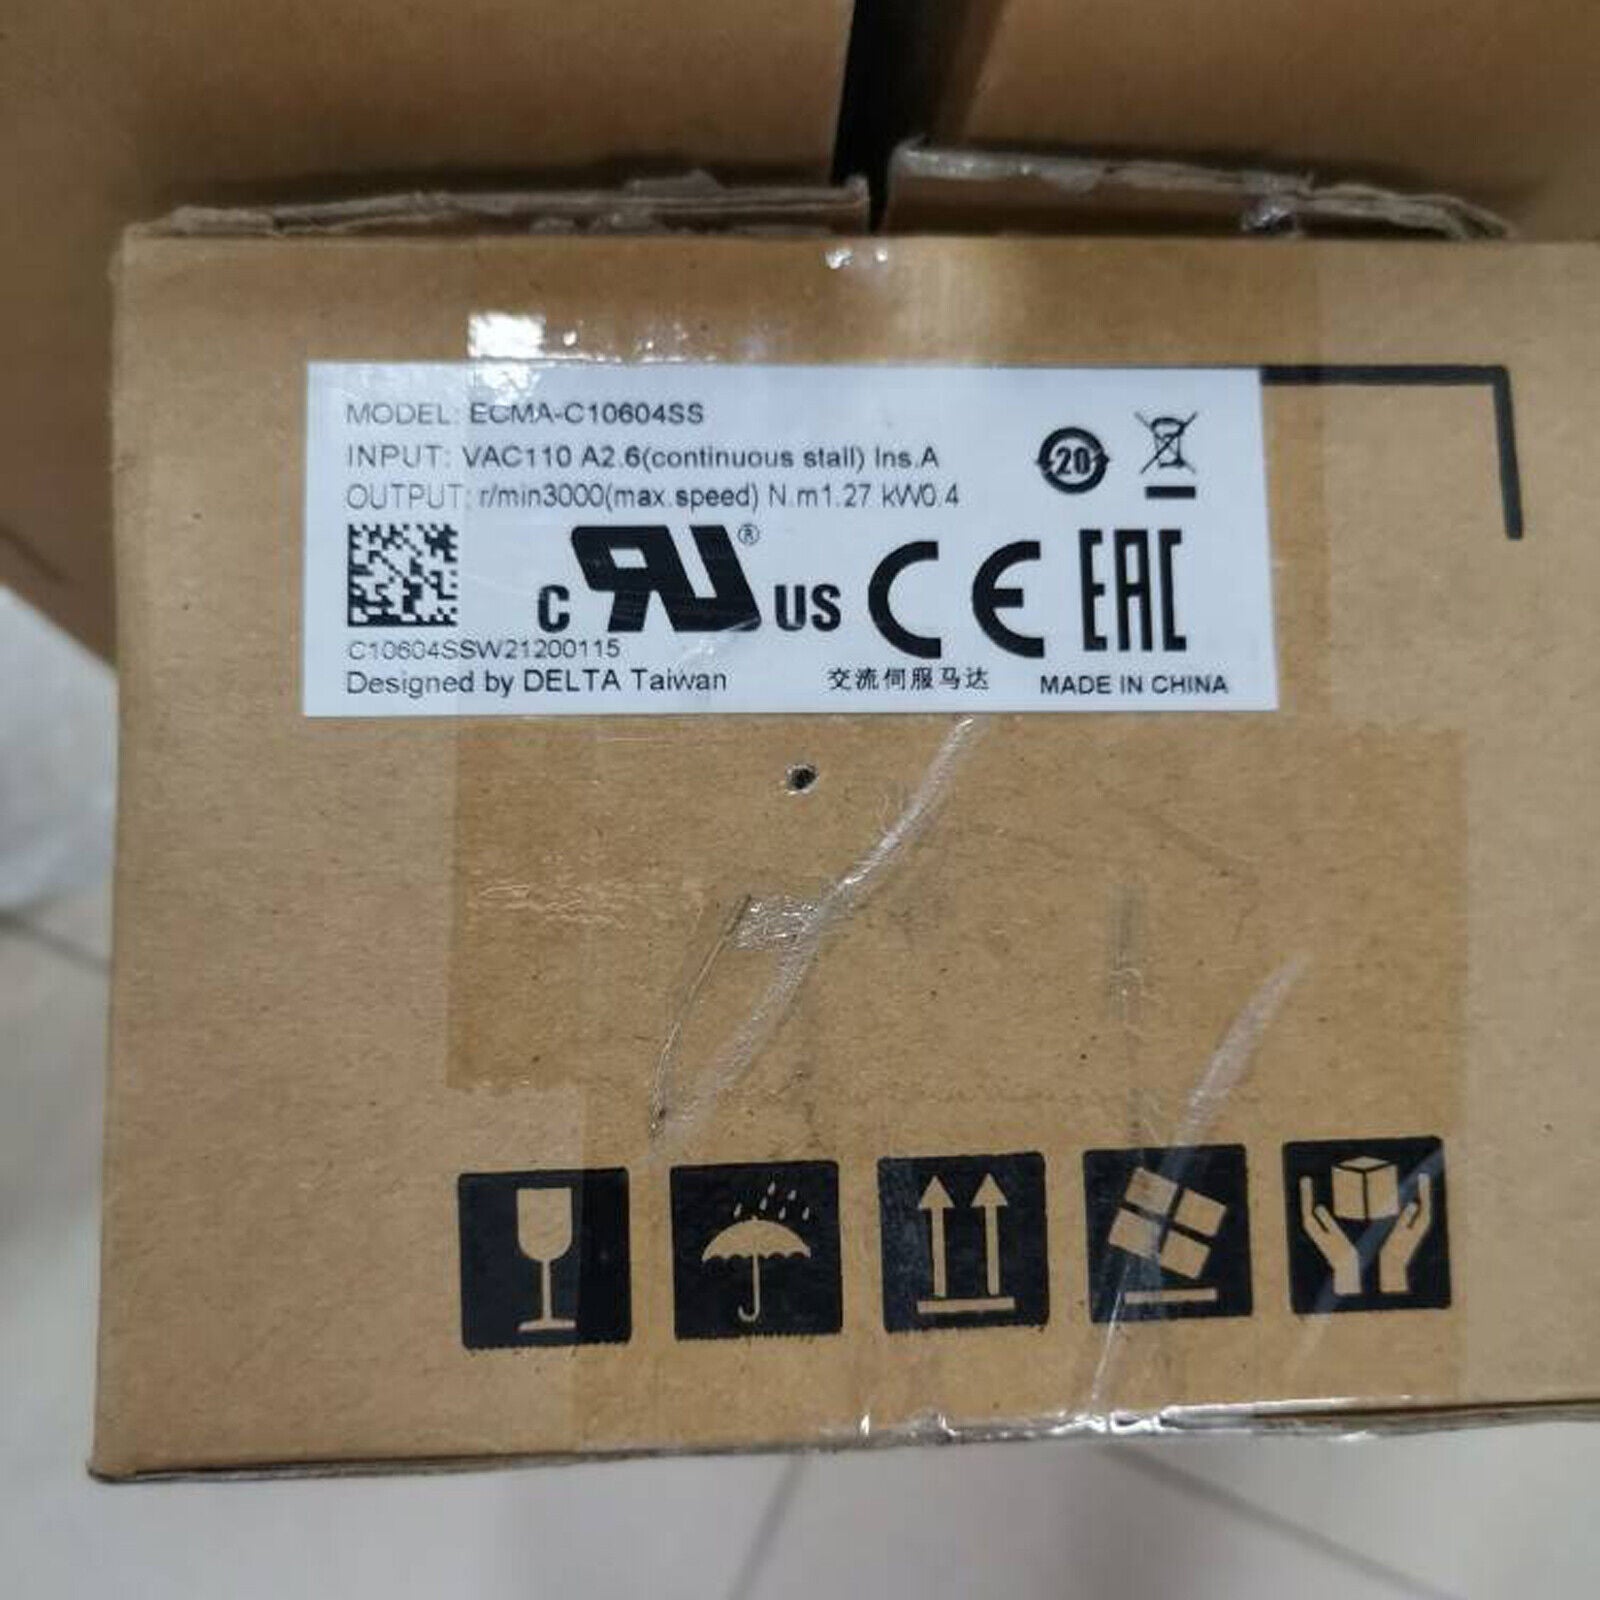 MODEL: ECMA-C10604SS
INPUT: VAC110 A2.6(continuous stall) Ins.A
OUTPUT: r/min3000(max.speed) N.m1.27 kW0.4
20
c RU ® US CE EAC
C10604SSW21200115
Designed by DELTA Taiwan 交流伺服马达 MADE IN CHINA